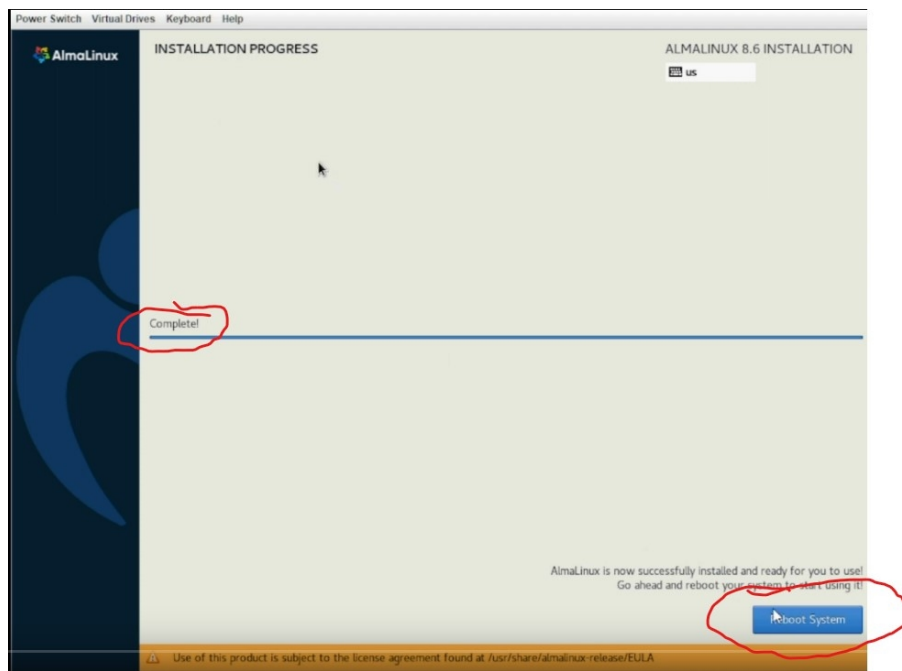 Power Switch Virtual Drives Keyboard Help
AlmaLinux
INSTALLATION PROGRESS
ALMALINUX 8.6 INSTALLATION
us
Complete!
AlmaLinux is now successfully installed and ready for you to use!
Go ahead and reboot your system to start using it!
Reboot System
Use of this product is subject to the license agreement found at /usr/share/almalinux-release/EULA